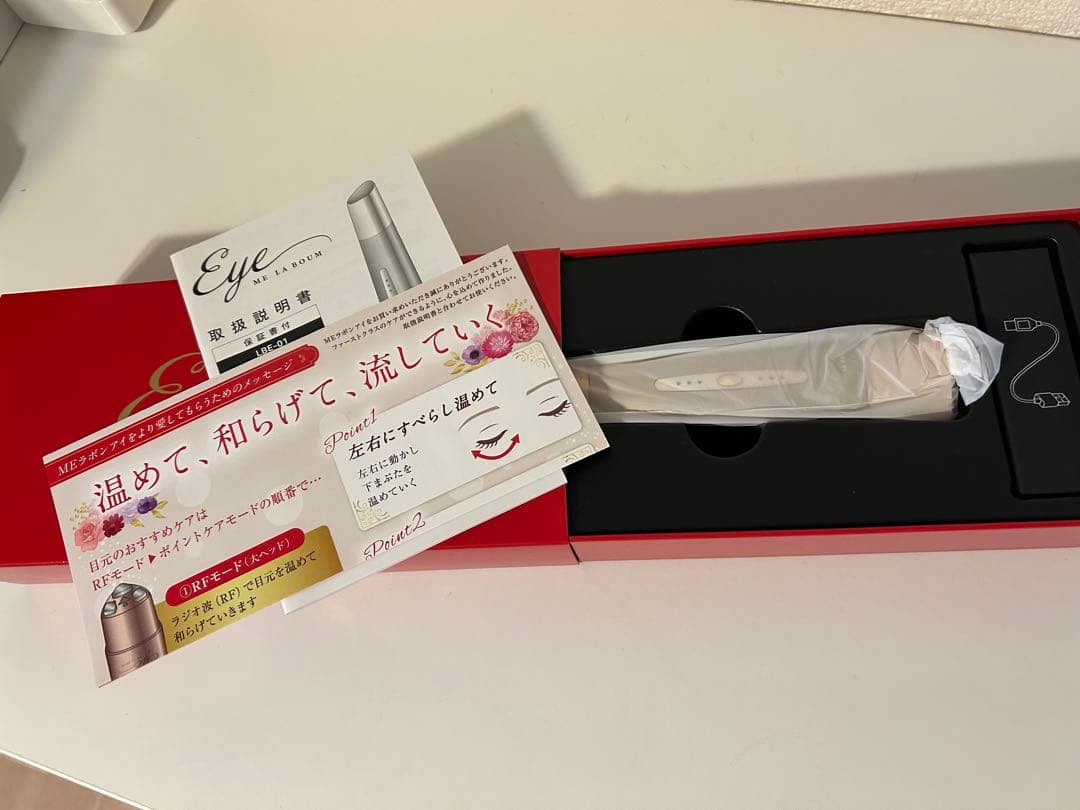 Eye
ME LA BOUM
取扱説明書
保証書付
LBE-01
MEラボンアイをより愛してもらうためのメッセージ
MEラボンアイをお買い求めいただき誠にありがとうございます。
ファーストクラスのケアができるように、心を込めて作りました。
取扱説明書と合わせてお使いください。
温めて、和らげて、流していく
目元のおすすめケアは
RFモード▶ポイントケアモードの順番で…
①RFモード(大ヘッド)
ラジオ波(RF)で目元を温めて
和らげていきます
Point1
左右にすべらし温めて
左右に動かし
下まぶたを
温めていく
Point2